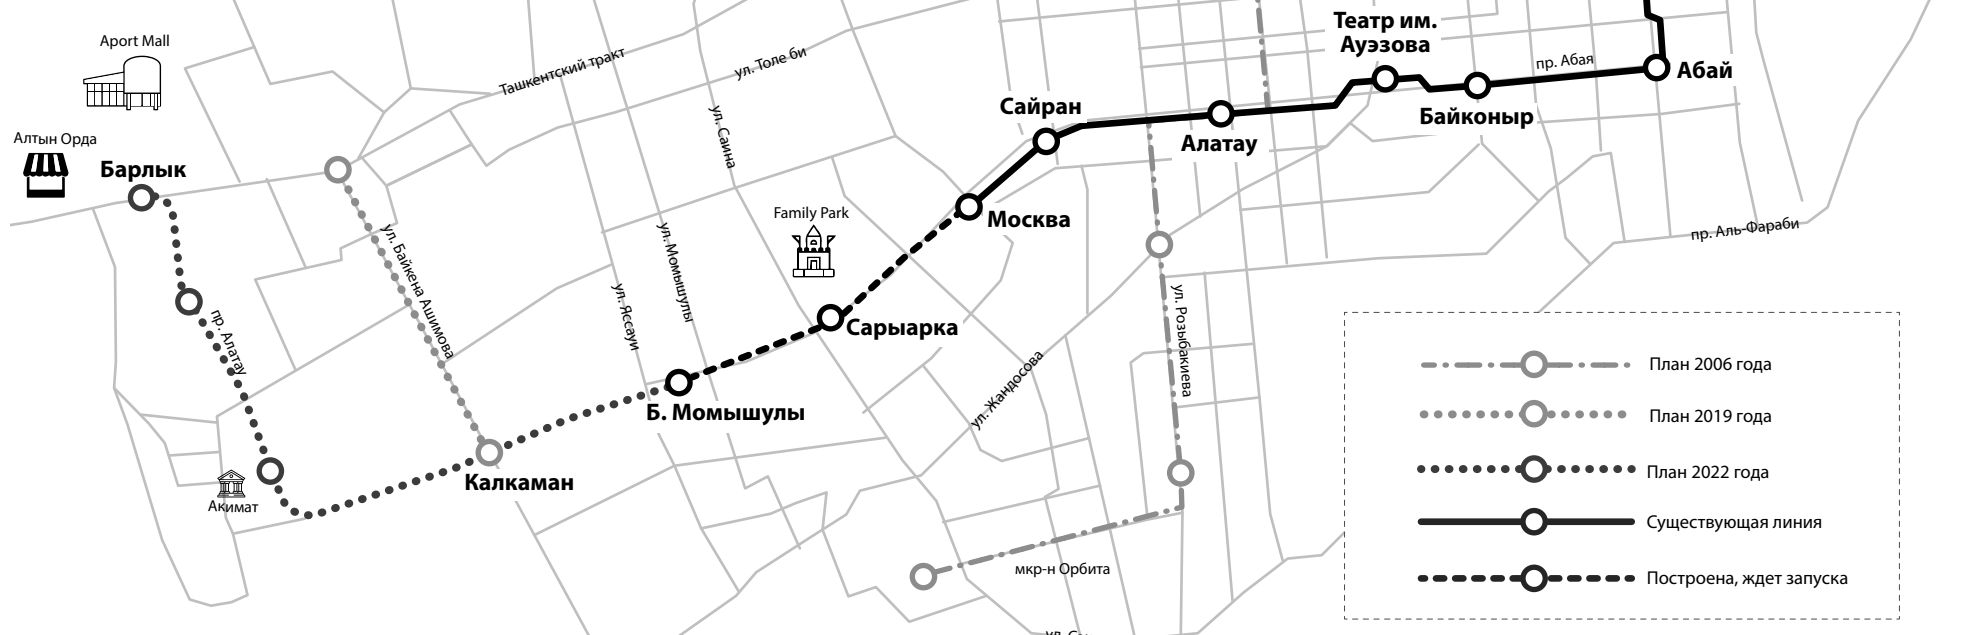 Театр им.
Ауэзова
Aport Mall
Ташкентский тракт
ул. Толе би
пр. Абая
Абай
Сайран
Байконыр
Алтын Орда
ул. Саина
Алатау
Барлык
Family Park
Москва
пр. Аль-Фараби
ул. Байкена Ашимова
ул. Момышулы
ул. Яссауи
пр. Алатау
ул. Розыбакиева
Сарыарка
ул. Жандосова
Б. Момышулы
Калкаман
Акимат
мкр-н Орбита
План 2006 года
План 2019 года
План 2022 года
Существующая линия
Построена, ждет запуска